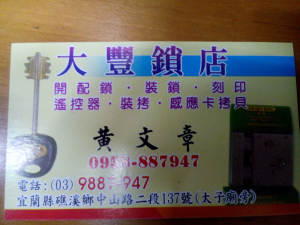 大豐鎖店
開配鎖·裝鎖·刻印
遙控器·裝拷·感應卡拷貝
黃文章
0958-887947
電話:(03)9887-947
宜蘭縣礁溪鄉中山路二段137號(太子廟旁)